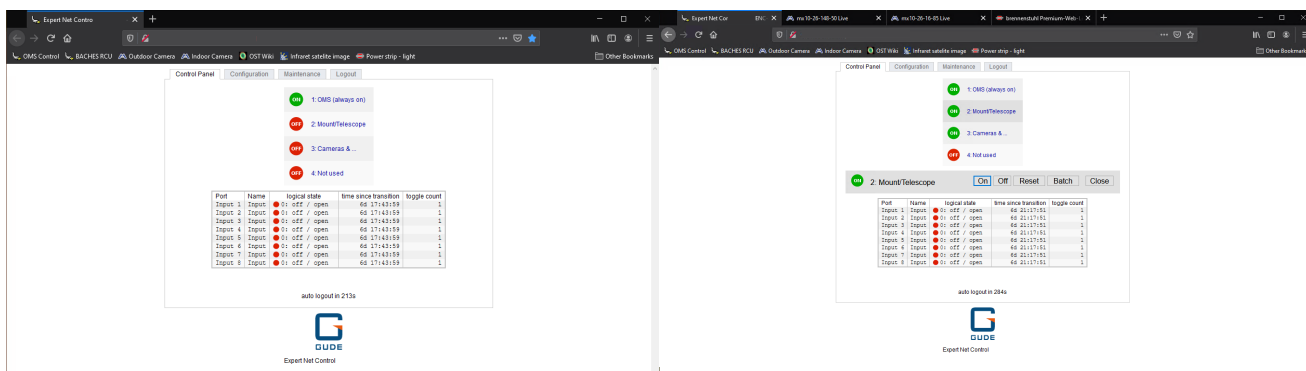 Expert Net Contro
OMS Control BACHES RCU Outdoor Camera Indoor Camera OST Wiki Infraret satelite image Power strip - light Other Bookmarks
Control Panel Configuration Maintenance Logout
ON 1: OMS (always on)
OFF 2: Mount/Telescope
OFF 3: Cameras & ...
OFF 4: Not used
Port Name logical state time since transition toggle count
Input 1 Input 0: off / open 6d 17:43:59 1
Input 2 Input 0: off / open 6d 17:43:59 1
Input 3 Input 0: off / open 6d 17:43:59 1
Input 4 Input 0: off / open 6d 17:43:59 1
Input 5 Input 0: off / open 6d 17:43:59 1
Input 6 Input 0: off / open 6d 17:43:59 1
Input 7 Input 0: off / open 6d 17:43:59 1
Input 8 Input 0: off / open 6d 17:43:59 1
auto logout in 213s
GUDE
Expert Net Control
Expert Net Cor ENC mx10-26-148-50 Live mx10-26-16-85 Live brennenstuhl Premium-Web-
OMS Control BACHES RCU Outdoor Camera Indoor Camera OST Wiki Infraret satelite image Power strip - light Other Bookmark
Control Panel Configuration Maintenance Logout
ON 1: OMS (always on)
ON 2: Mount/Telescope
ON 3: Cameras & ..
OFF 4: Not used
ON 2: Mount/Telescope On Off Reset Batch Close
Port Name logical state time since transition toggle count
Input 1 Input 0: off / open 6d 21:17:51 1
Input 2 Input 0: off / open 6d 21:17:51 1
Input 3 Input 0: off / open 6d 21:17:51 1
Input 4 Input 0: off / open 6d 21:17:51 1
Input 5 Input 0: off / open 6d 21:17:51 1
Input 6 Input 0: off / open 6d 21:17:51 1
Input 7 Input 0: off / open 6d 21:17:51 1
Input 8 Input 0: off / open 6d 21:17:51 1
auto logout in 284s
GUDE
Expert Net Control